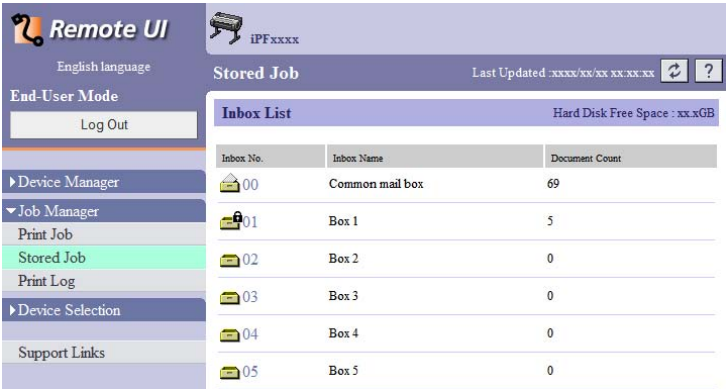 Remote UI
English language
End-User Mode
Log Out
Device Manager
Job Manager
Print Job
Stored Job
Print Log
Device Selection
Support Links
iPFxxxx
Stored Job Last Updated :xxxx/xx/xx xx:xx:xx ?
Inbox List Hard Disk Free Space : xx.xGB
Inbox No. Inbox Name Document Count
00 Common mail box 69
01 Box 1 5
02 Box 2 0
03 Box 3 0
04 Box 4 0
05 Box 5 0